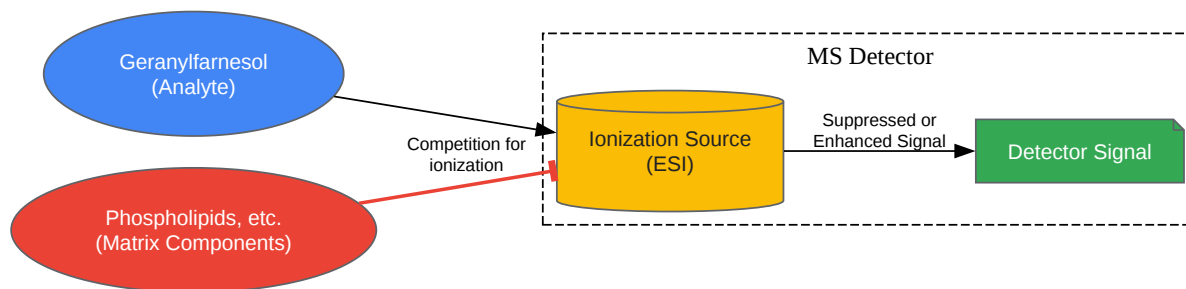 Geranylfarnesol
(Analyte)
Phospholipids, etc.
(Matrix Components)
Competition for
ionization
MS Detector
Ionization Source
(ESI)
Suppressed or
Enhanced Signal
Detector Signal